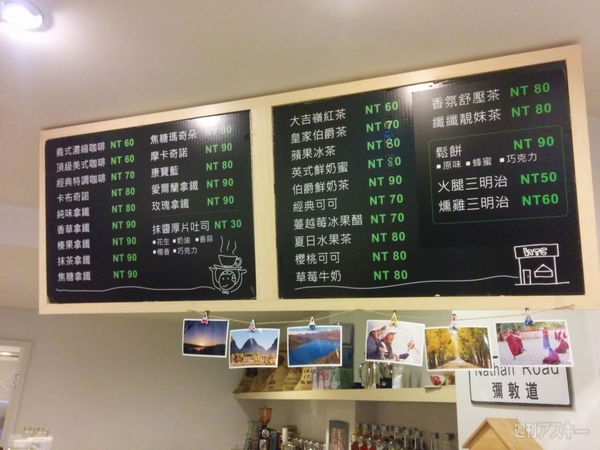 義式濃縮咖啡 NT 60
頂級美式咖啡 NT 60
經典特調咖啡 NT 70
卡布奇諾 NT 80
純味拿鐵 NT 80
香草拿鐵 NT 90
榛果拿鐵 NT 90
抹茶拿鐵 NT 90
焦糖拿鐵 NT 90
焦糖瑪奇朵 NT 90
摩卡奇諾 NT 90
康寶藍 NT 80
愛爾蘭拿鐵 NT 90
玫瑰拿鐵 NT 90
抹醬厚片吐司 NT 30
■花生 ■奶油 ■香蒜
■椰香 ■巧克力
大吉嶺紅茶 NT 60
皇家伯爵茶 NT 70
蘋果冰茶 NT 80
英式鮮奶蜜 NT 80
伯爵鮮奶茶 NT 90
經典可可 NT 70
蔓越莓冰果醋 NT 70
夏日水果茶 NT 80
櫻桃可可 NT 80
草莓牛奶 NT 80
香氛舒壓茶 NT 80
纖纖靚妹茶 NT 80
鬆餅 NT 90
■原味 ■蜂蜜 ■巧克力
火腿三明治 NT50
燻雞三明治 NT60
Nathan Road
彌敦道
週刊アスキー